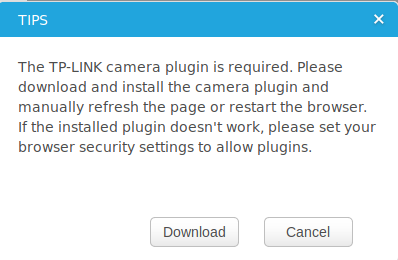 TIPS
The TP-LINK camera plugin is required. Please
download and install the camera plugin and
manually refresh the page or restart the browser.
If the installed plugin doesn't work, please set your
browser security settings to allow plugins.
Download Cancel